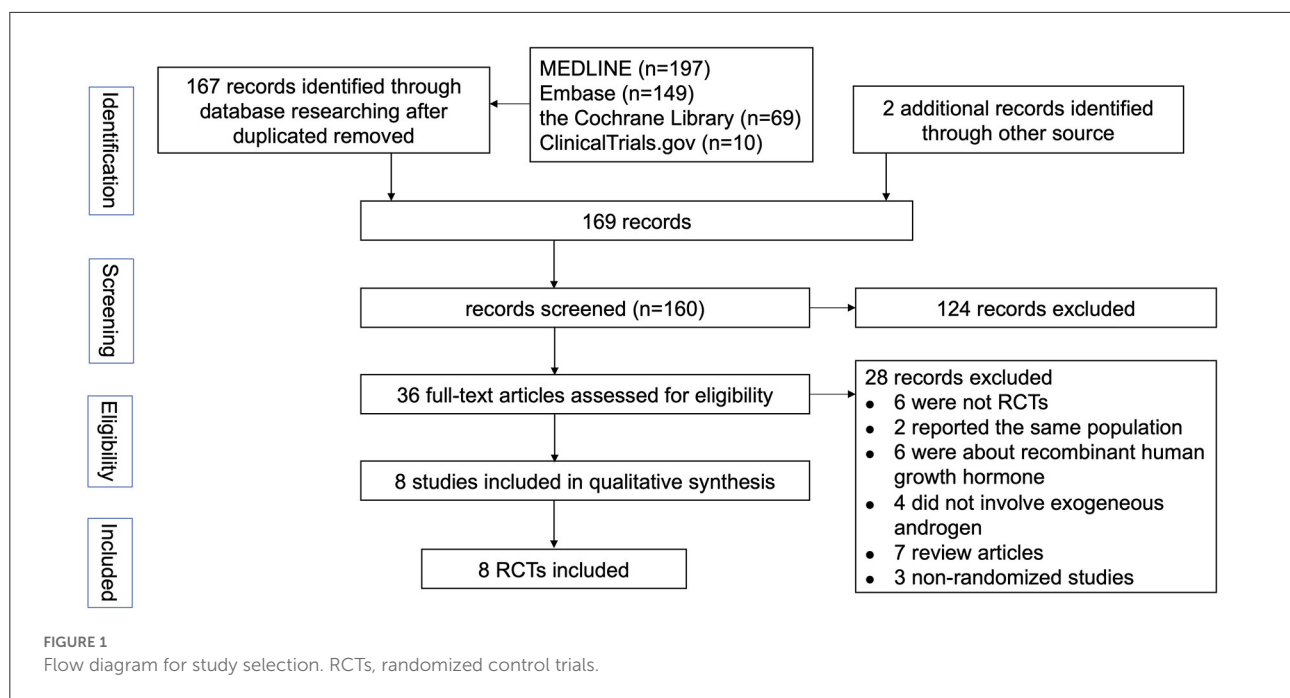 Identification
167 records identified through
database researching after
duplicated removed
MEDLINE (n=197)
Embase (n=149)
the Cochrane Library (n=69)
ClinicalTrials.gov (n=10)
2 additional records identified
through other source
169 records
Screening
records screened (n=160)
124 records excluded
Eligibility
36 full-text articles assessed for eligibility
28 records excluded
• 6 were not RCTs
• 2 reported the same population
• 6 were about recombinant human
growth hormone
• 4 did not involve exogeneous
androgen
• 7 review articles
• 3 non-randomized studies
8 studies included in qualitative synthesis
Included
8 RCTs included
FIGURE 1
Flow diagram for study selection. RCTs, randomized control trials.